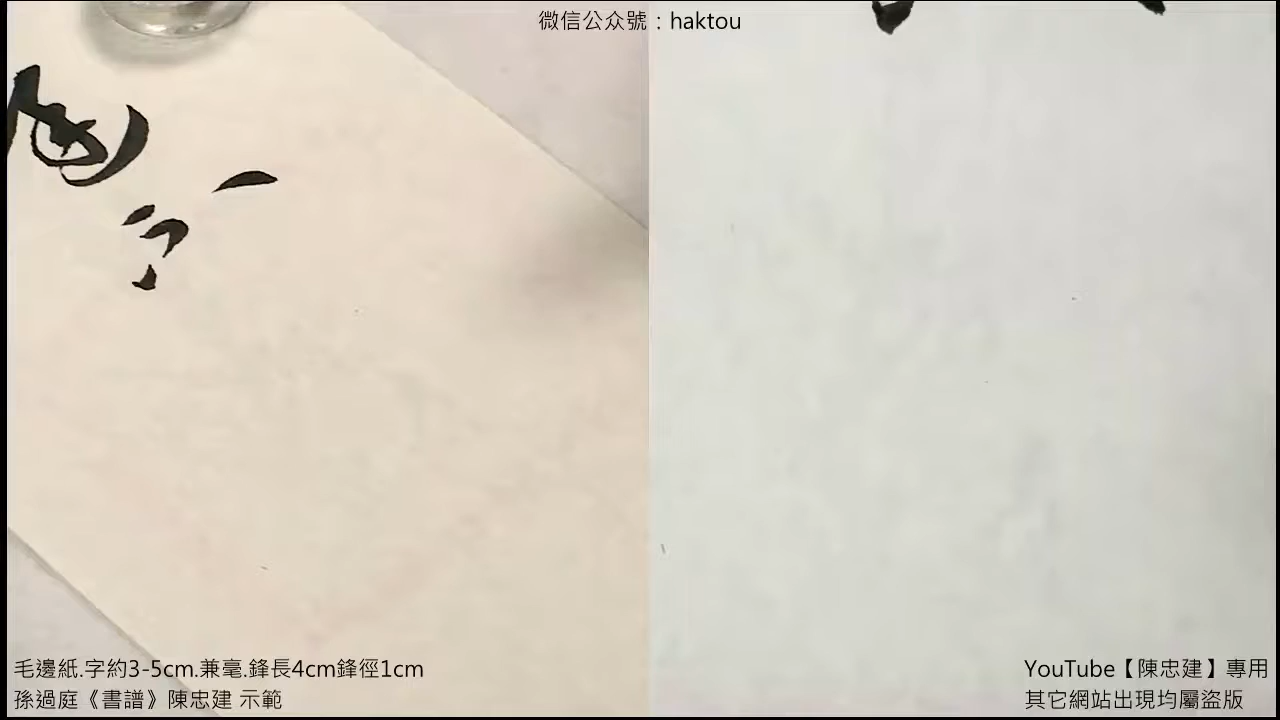 微信公众號：haktou
毛邊紙.字約3-5cm.兼毫.鋒長4cm鋒徑1cm
孫過庭《書譜》陳忠建 示範
YouTube【陳忠建】專用
其它網站出現均屬盜版